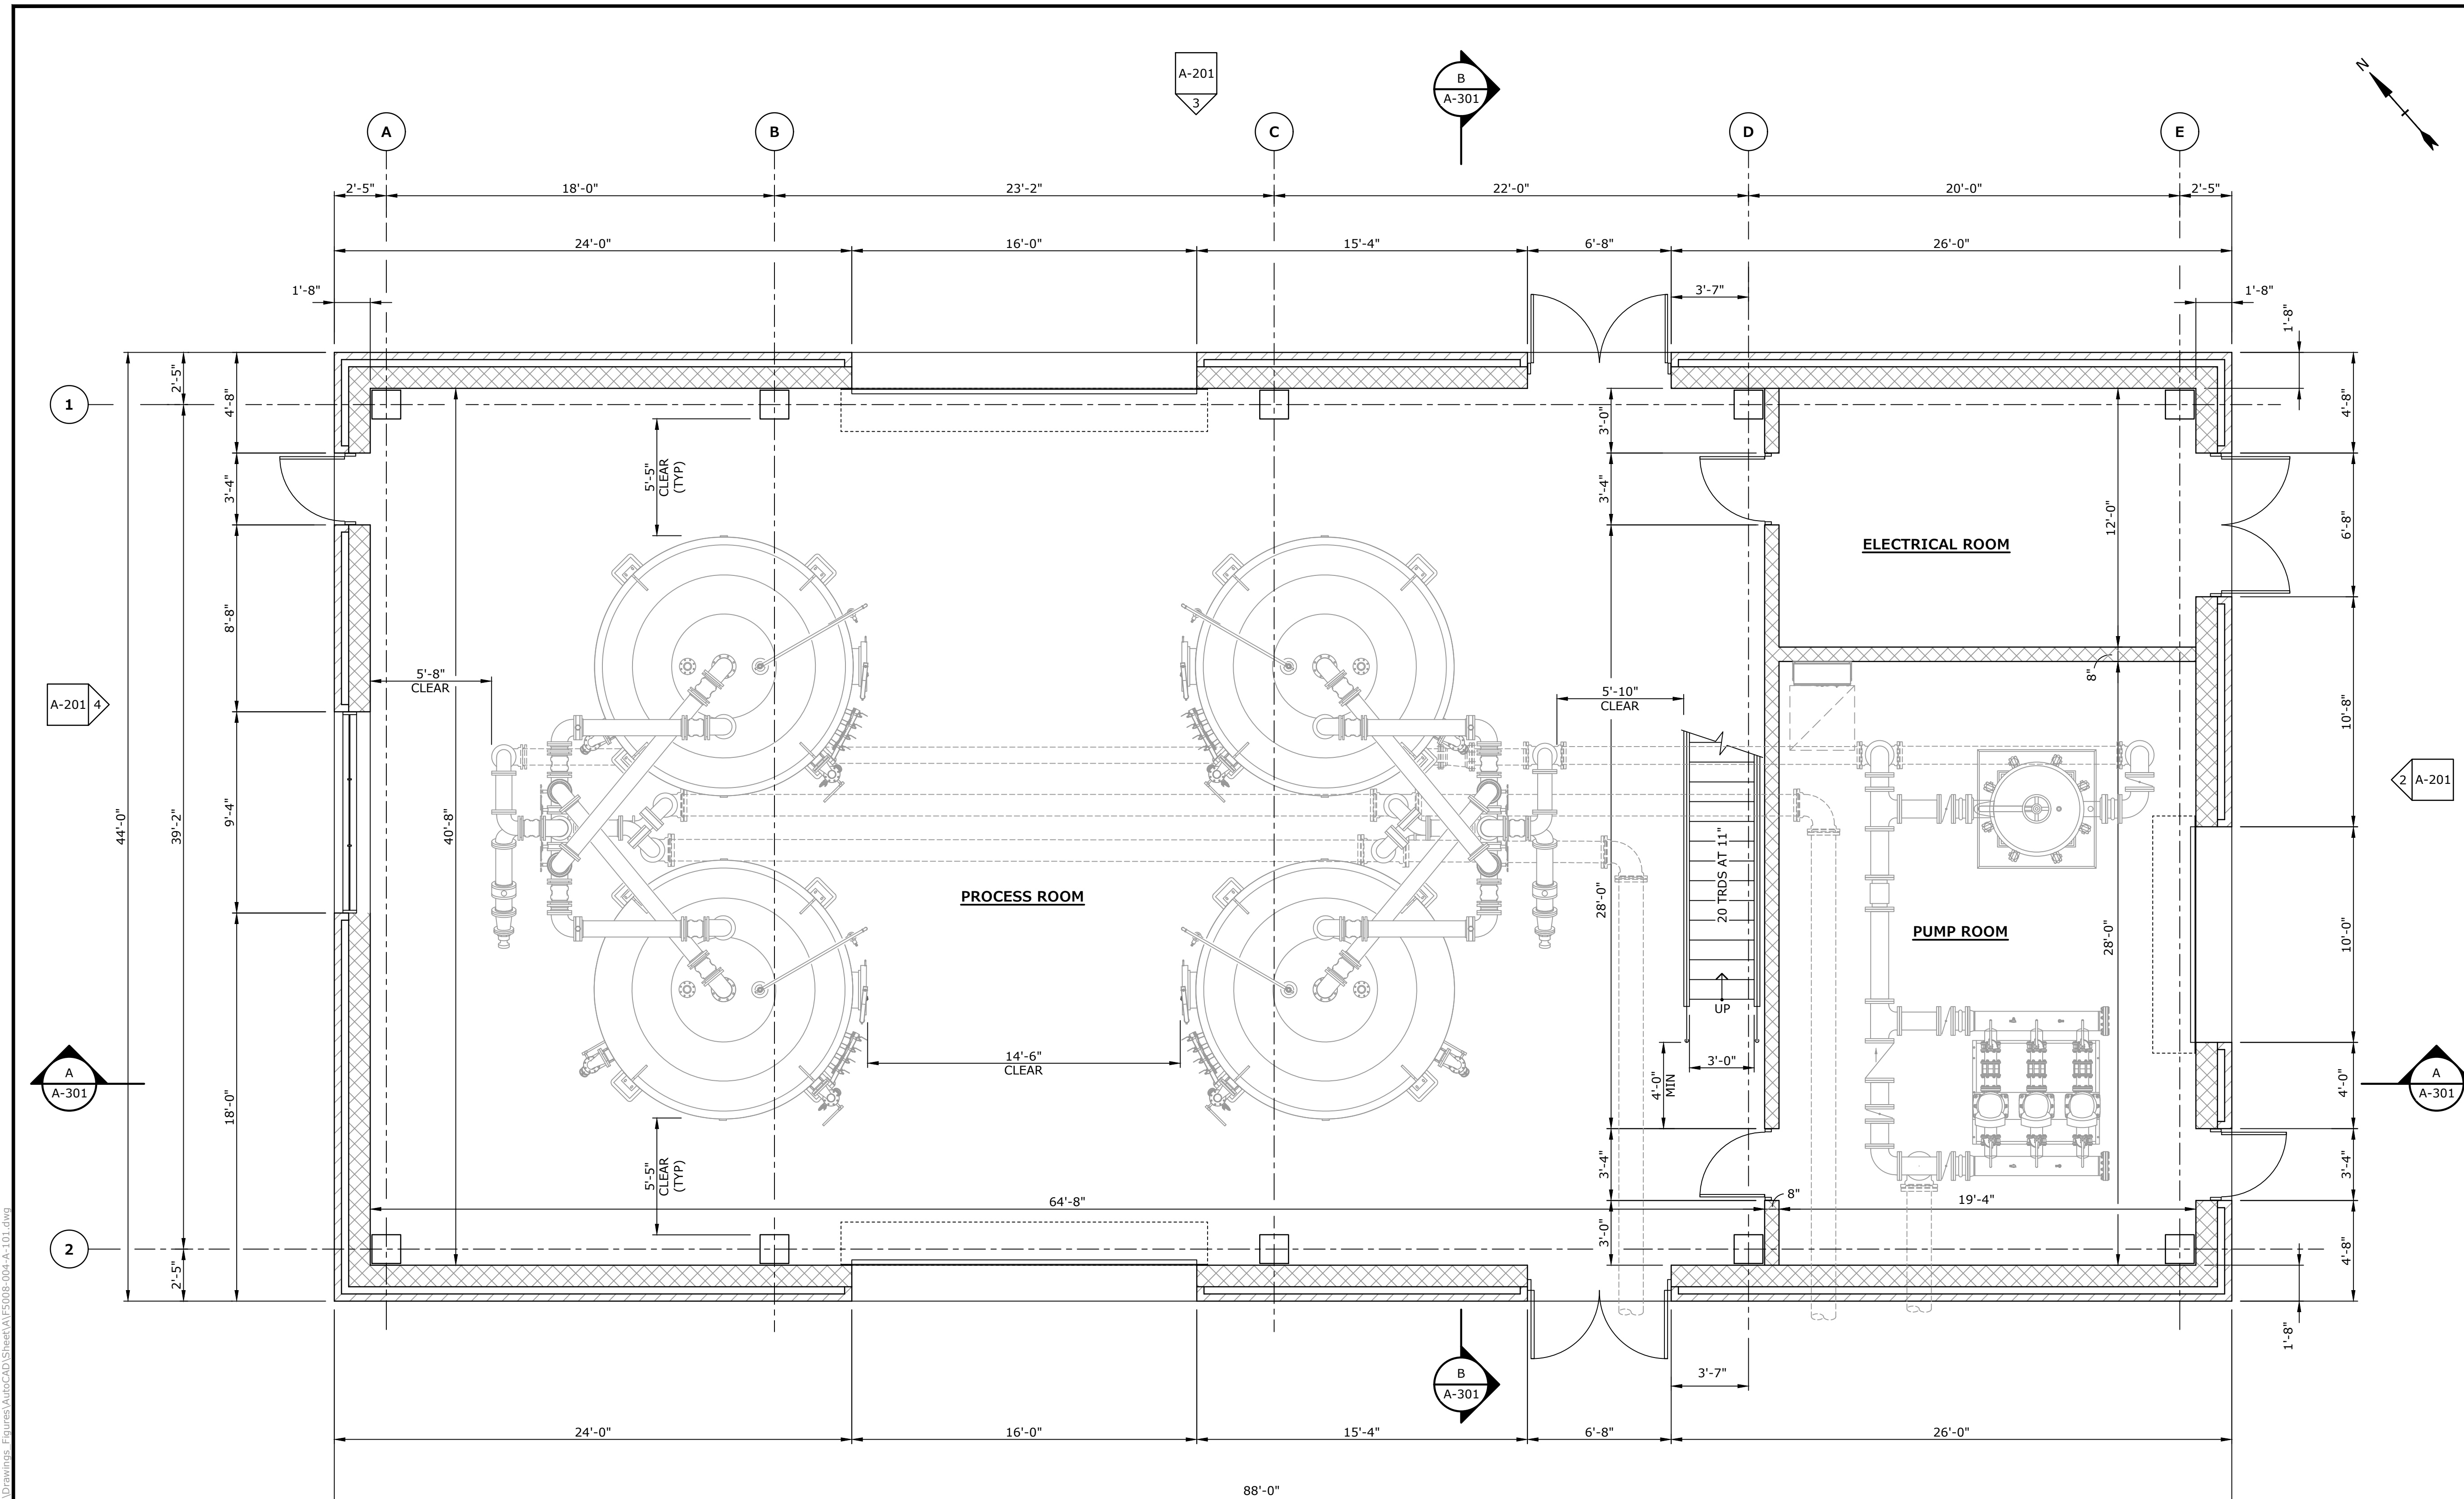 A-201
3
B
A-301
N
A
B
C
D
E
2'-5"
18'-0"
23'-2"
22'-0"
20'-0"
2'-5"
24'-0"
16'-0"
15'-4"
6'-8"
26'-0"
1'-8"
3'-7"
1'-8"
1'-8"
1
2'-5"
4'-8"
3'-0"
4'-8"
5'-5"
CLEAR
(TYP)
3'-4"
3'-4"
12'-0"
6'-8"
ELECTRICAL ROOM
8'-8"
5'-8"
CLEAR
5'-10"
CLEAR
8"
10'-8"
A-201
4
2
A-201
44'-0"
39'-2"
9'-4"
40'-8"
20 TRDS AT 11"
PROCESS ROOM
28'-0"
PUMP ROOM
28'-0"
10'-0"
UP
14'-6"
CLEAR
3'-0"
4'-0"
MIN
4'-0"
A
A-301
A
A-301
18'-0"
5'-5"
CLEAR
(TYP)
3'-4"
3'-4"
64'-8"
8"
19'-4"
2
2'-5"
3'-0"
4'-8"
1'-8"
B
A-301
3'-7"
24'-0"
16'-0"
15'-4"
6'-8"
26'-0"
88'-0"
\Drawings_Figures\AutoCAD\Sheet\A\F5008-004-A-101.dwg